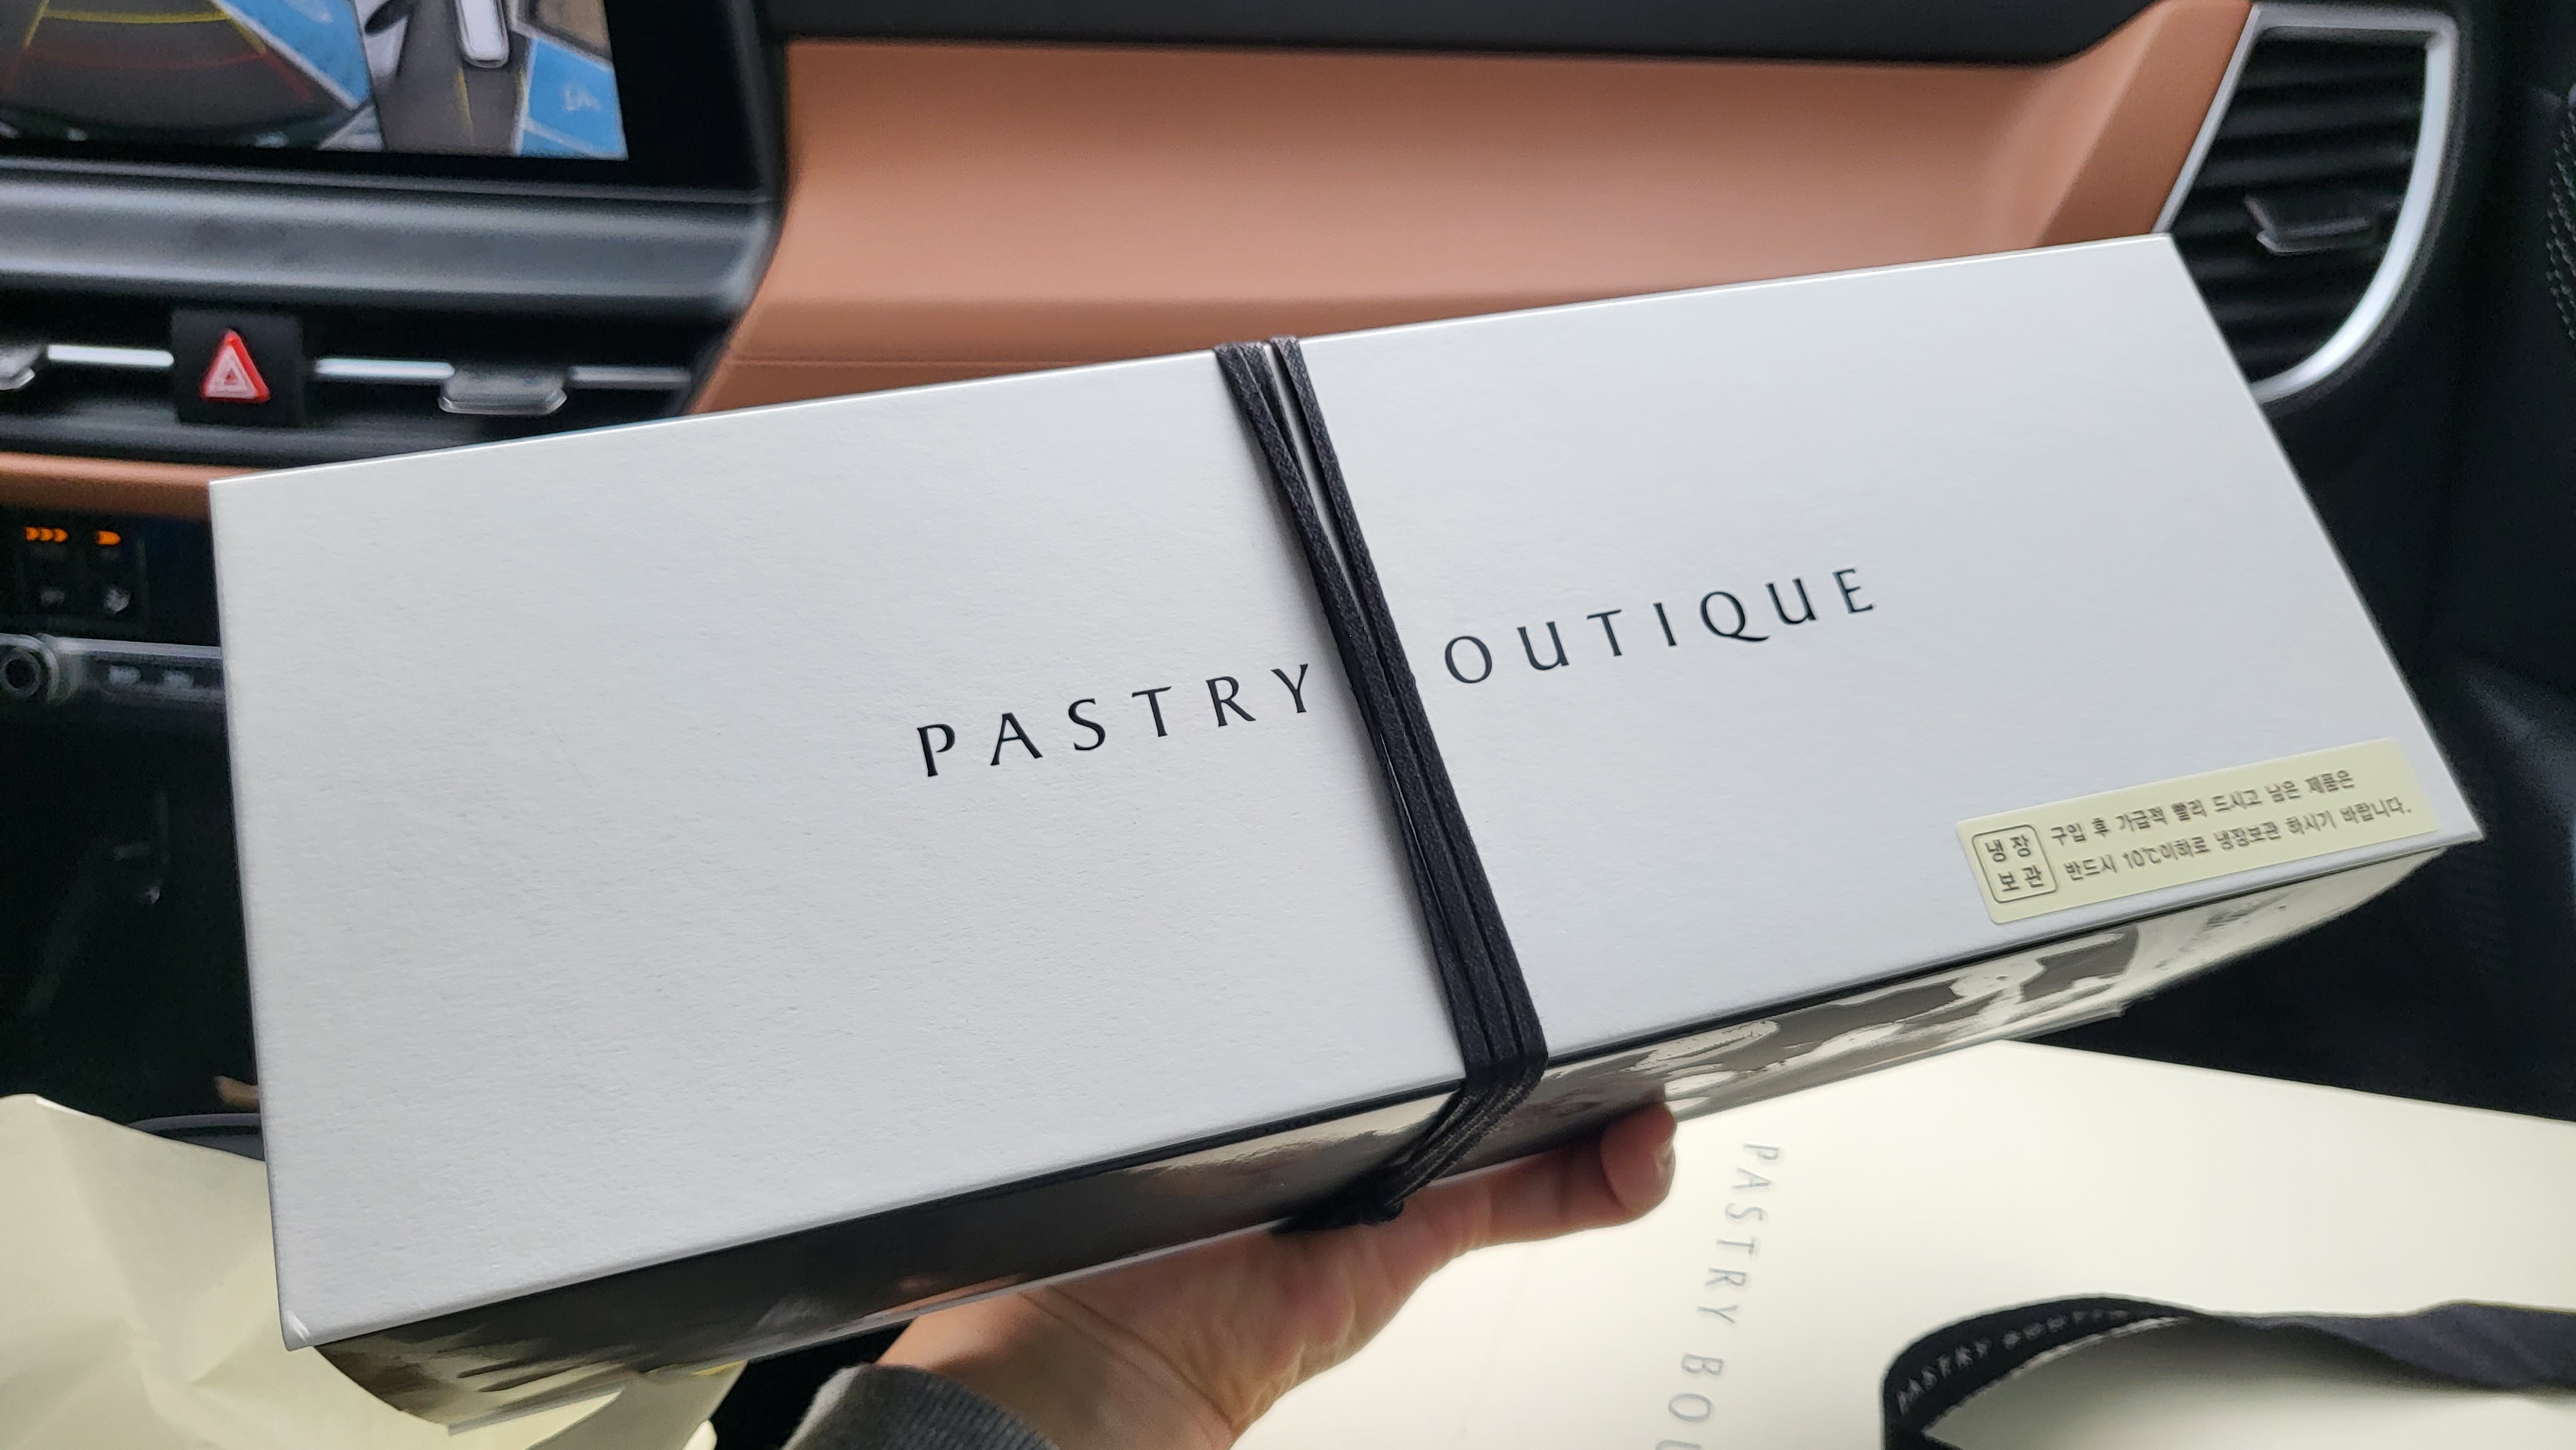 PASTRY OUTIQUE
냉장
보관
구입 후 가급적 빨리 드시고 남은 제품은
반드시 10℃이하로 냉장보관 하시기 바랍니다.
PASTRY BOU
PASTRY